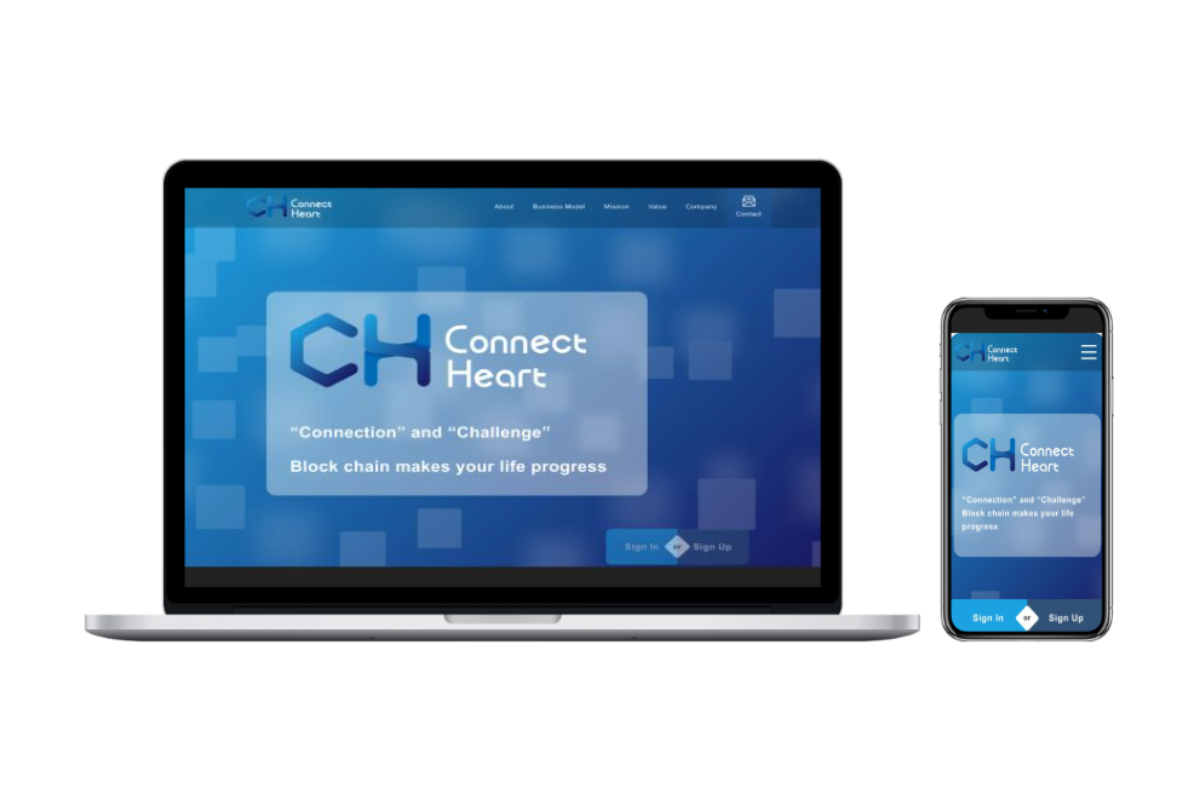 CH Connect
Heart
About Business Model Mission Value Company Contact
CH Connect
Heart
“Connection” and “Challenge”
Block chain makes your life progress
Sign In or Sign Up
CH Connect
Heart
CH Connect
Heart
“Connection” and “Challenge”
Block chain makes your life
progress
Sign In or Sign Up